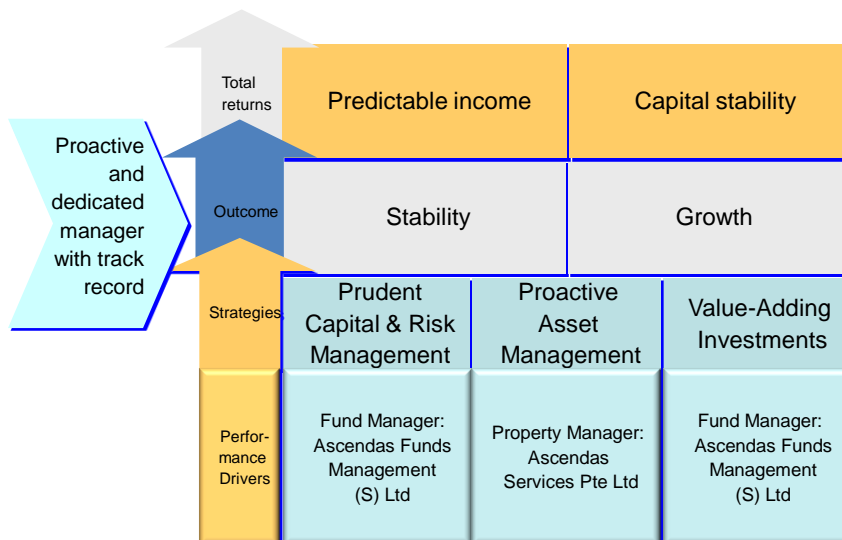 Proactive
and
dedicated
manager
with track
record
Total
returns
Predictable income
Capital stability
Outcome
Stability
Growth
Strategies
Prudent
Capital & Risk
Management
Proactive
Asset
Management
Value-Adding
Investments
Perfor-
mance
Drivers
Fund Manager:
Ascendas Funds
Management
(S) Ltd
Property Manager:
Ascendas
Services Pte Ltd
Fund Manager:
Ascendas Funds
Management
(S) Ltd